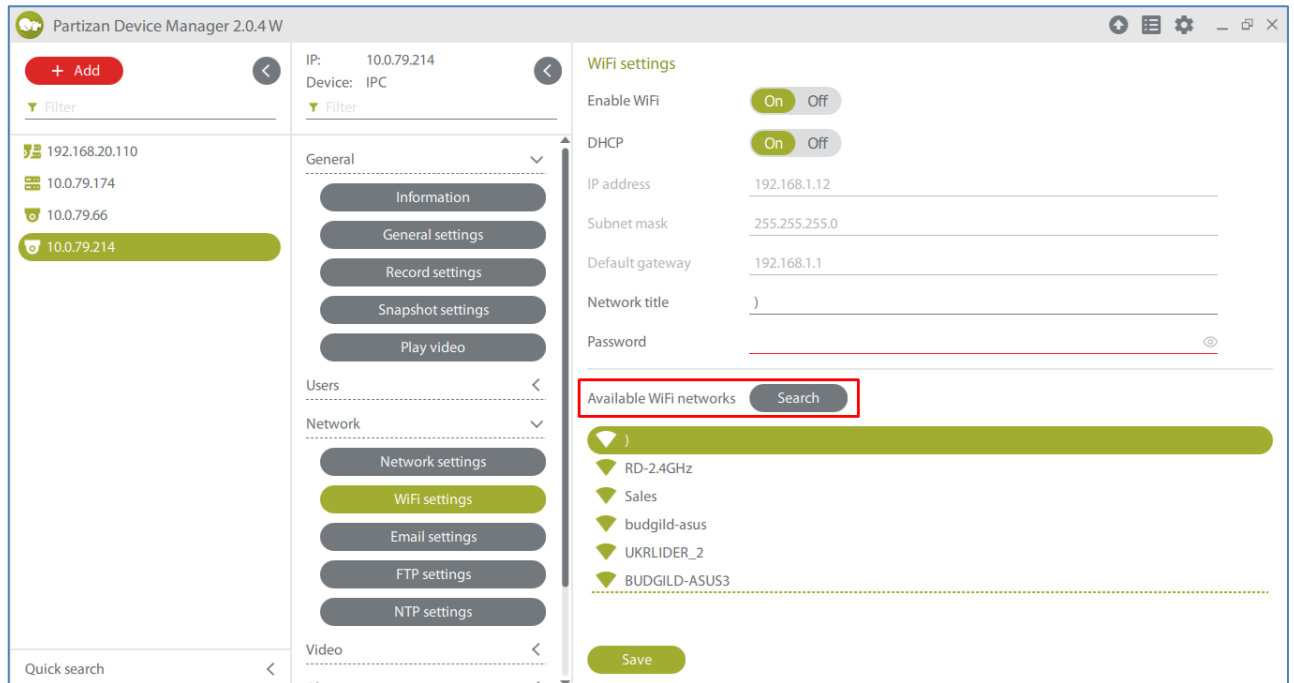 Partizan Device Manager 2.0.4 W
+ Add
Filter
192.168.20.110
10.0.79.174
10.0.79.66
10.0.79.214
Quick search
IP: 10.0.79.214
Device: IPC
Filter
General
Information
General settings
Record settings
Snapshot settings
Play video
Users
Network
Network settings
WiFi settings
Email settings
FTP settings
NTP settings
Video
WiFi settings
Enable WiFi On Off
DHCP On Off
IP address 192.168.1.12
Subnet mask 255.255.255.0
Default gateway 192.168.1.1
Network title )
Password
Available WiFi networks Search
)
RD-2.4GHz
Sales
budgild-asus
UKRLIDER_2
BUDGILD-ASUS3
Save